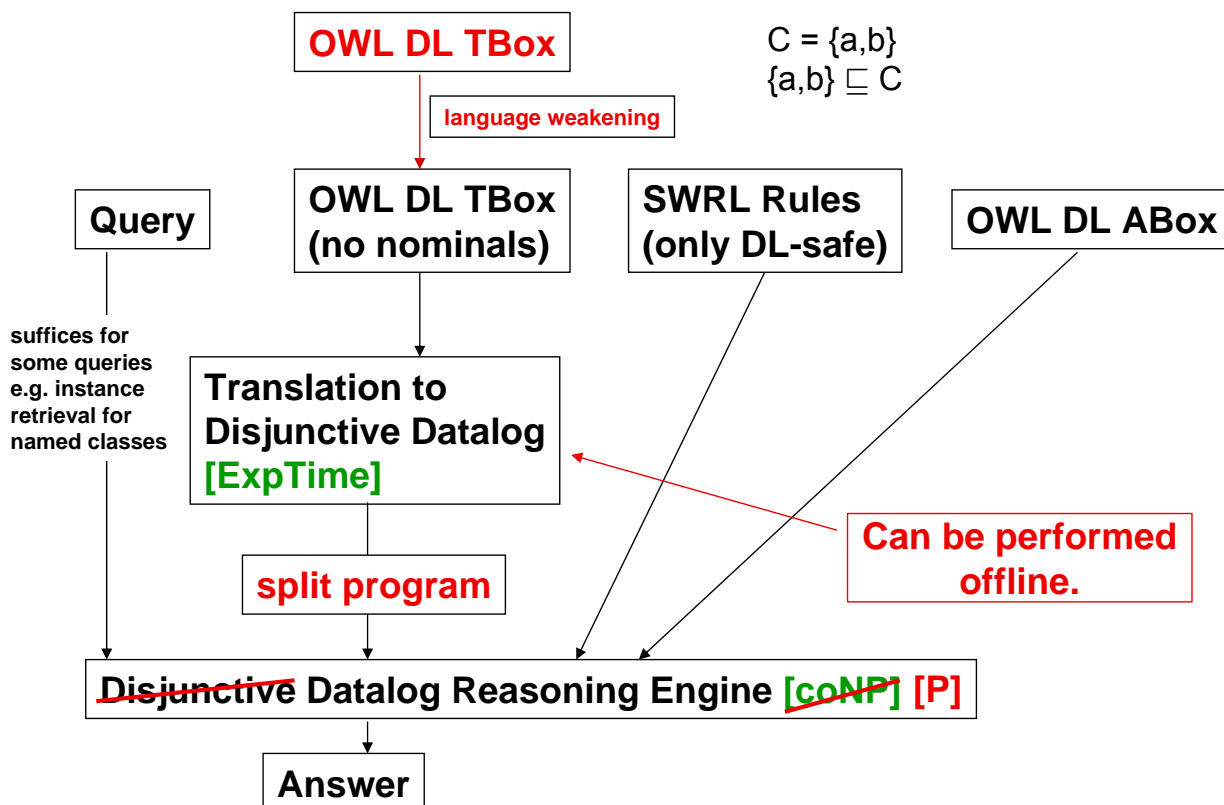 OWL DL TBox
C = {a,b}
{a,b} ⊑ C
language weakening
Query
OWL DL TBox
(no nominals)
SWRL Rules
(only DL-safe)
OWL DL ABox
suffices for
some queries
e.g. instance
retrieval for
named classes
Translation to
Disjunctive Datalog
[ExpTime]
Can be performed
offline.
split program
Disjunctive Datalog Reasoning Engine [coNP] [P]
Answer